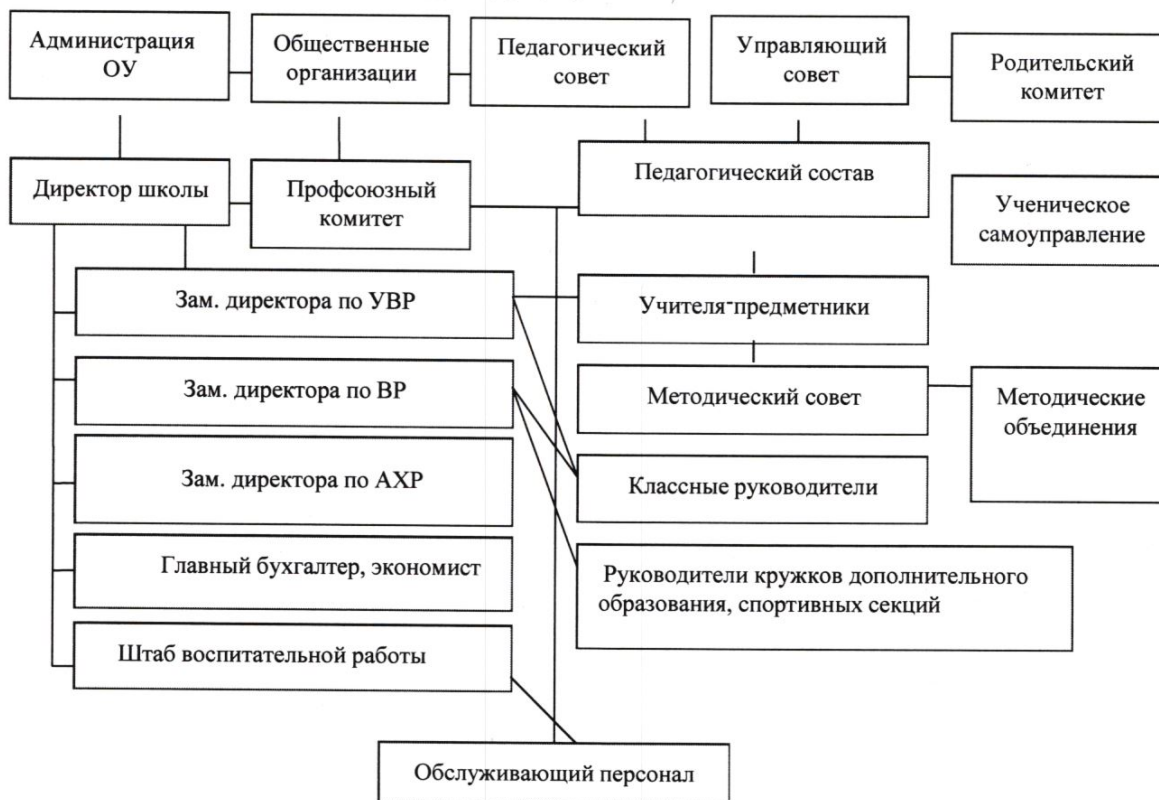 Администрация
ОУ
Общественные
организации
Педагогический
совет
Управляющий
совет
Родительский
комитет
Директор школы
Профсоюзный
комитет
Педагогический состав
Ученическое
самоуправление
Зам. директора по УВР
Учителя-предметники
Зам. директора по ВР
Методический совет
Методические
объединения
Зам. директора по АХР
Классные руководители
Главный бухгалтер, экономист
Руководители кружков дополнительного
образования, спортивных секций
Штаб воспитательной работы
Обслуживающий персонал